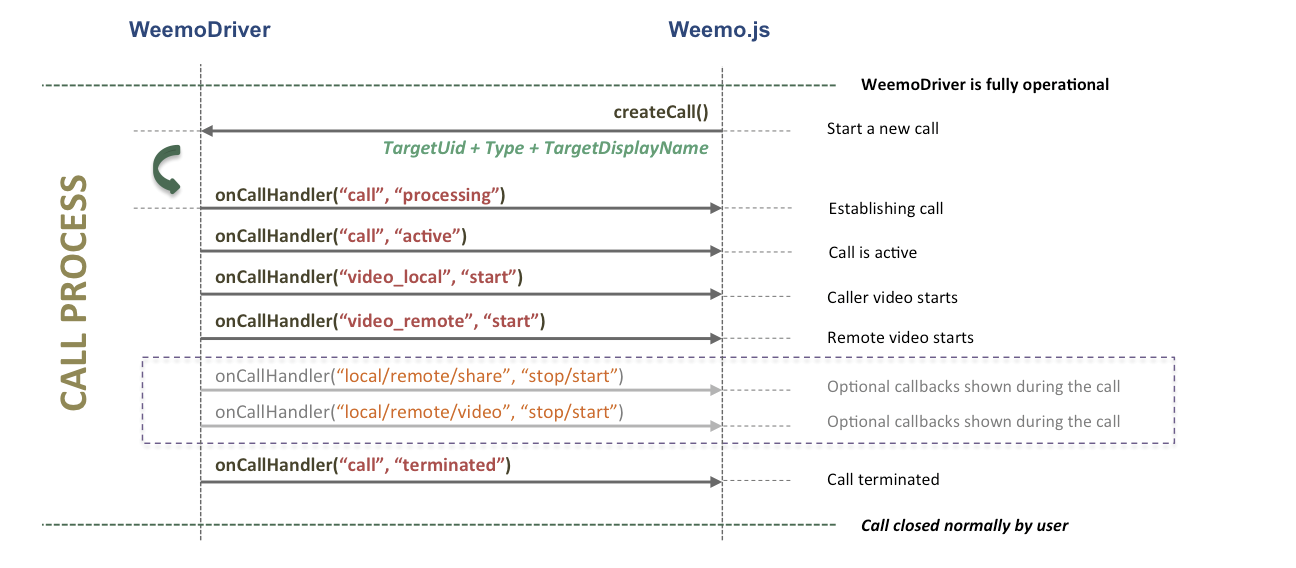 WeemoDriver
Weemo.js
WeemoDriver is fully operational
createCall()
Start a new call
TargetUid + Type + TargetDisplayName
CALL PROCESS
onCallHandler(“call”, “processing”)
Establishing call
onCallHandler(“call”, “active”)
Call is active
onCallHandler(“video_local”, “start”)
Caller video starts
onCallHandler(“video_remote”, “start”)
Remote video starts
onCallHandler(“local/remote/share”, “stop/start”)
Optional callbacks shown during the call
onCallHandler(“local/remote/video”, “stop/start”)
Optional callbacks shown during the call
onCallHandler(“call”, “terminated”)
Call terminated
Call closed normally by user